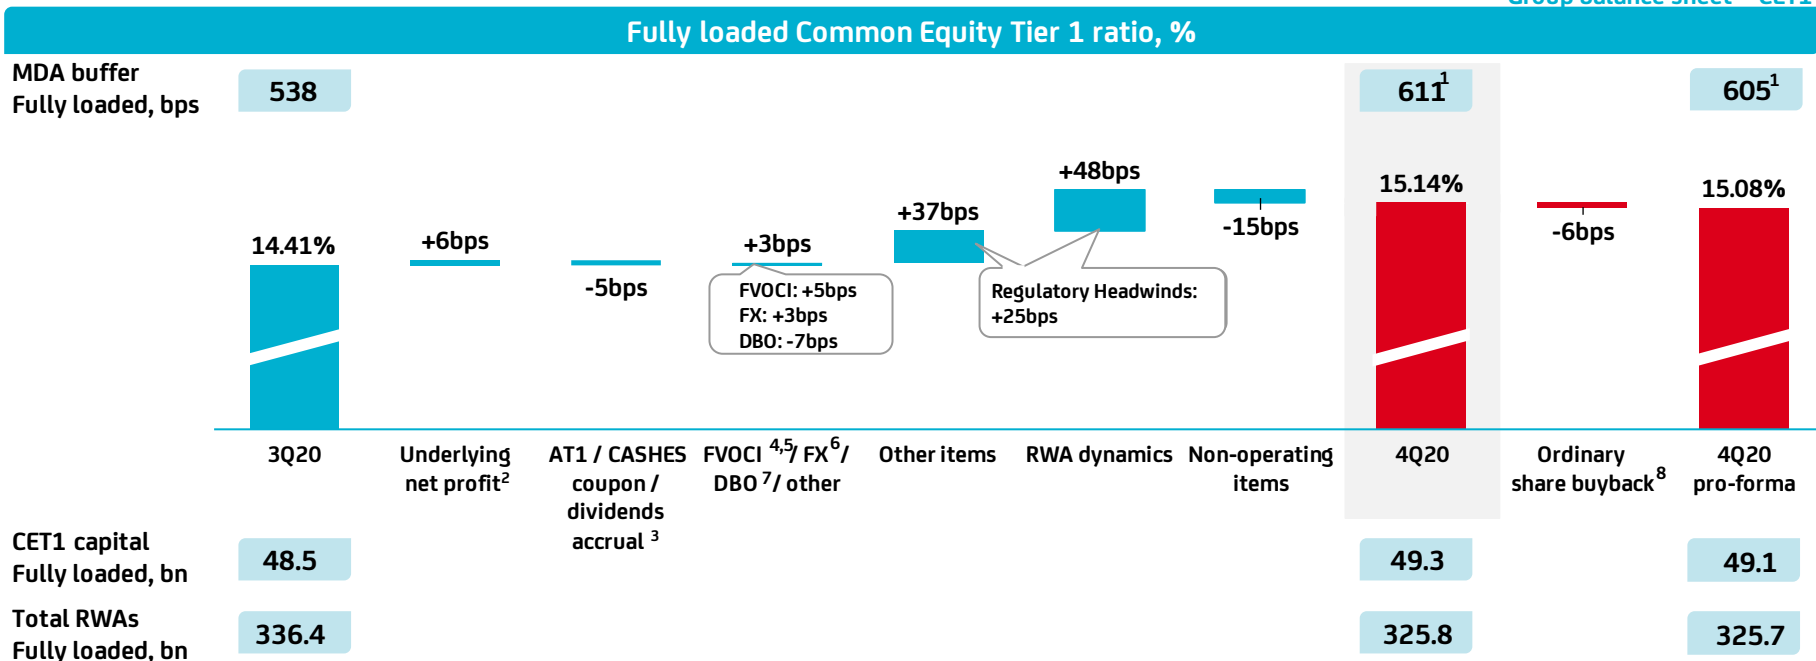 Group balance sheet – CET1
Fully loaded Common Equity Tier 1 ratio, %
MDA buffer
Fully loaded, bps
538
611¹
605¹
14.41%
+6bps
-5bps
+3bps
FVOCI: +5bps
FX: +3bps
DBO: -7bps
+37bps
+48bps
Regulatory Headwinds:
+25bps
-15bps
15.14%
-6bps
15.08%
3Q20
Underlying
net profit²
AT1 / CASHES
coupon /
dividends
accrual ³
FVOCI ⁴,⁵/ FX⁶/
DBO ⁷/ other
Other items
RWA dynamics
Non-operating
items
4Q20
Ordinary
share buyback⁸
4Q20
pro-forma
CET1 capital
Fully loaded, bn
48.5
49.3
49.1
Total RWAs
Fully loaded, bn
336.4
325.8
325.7